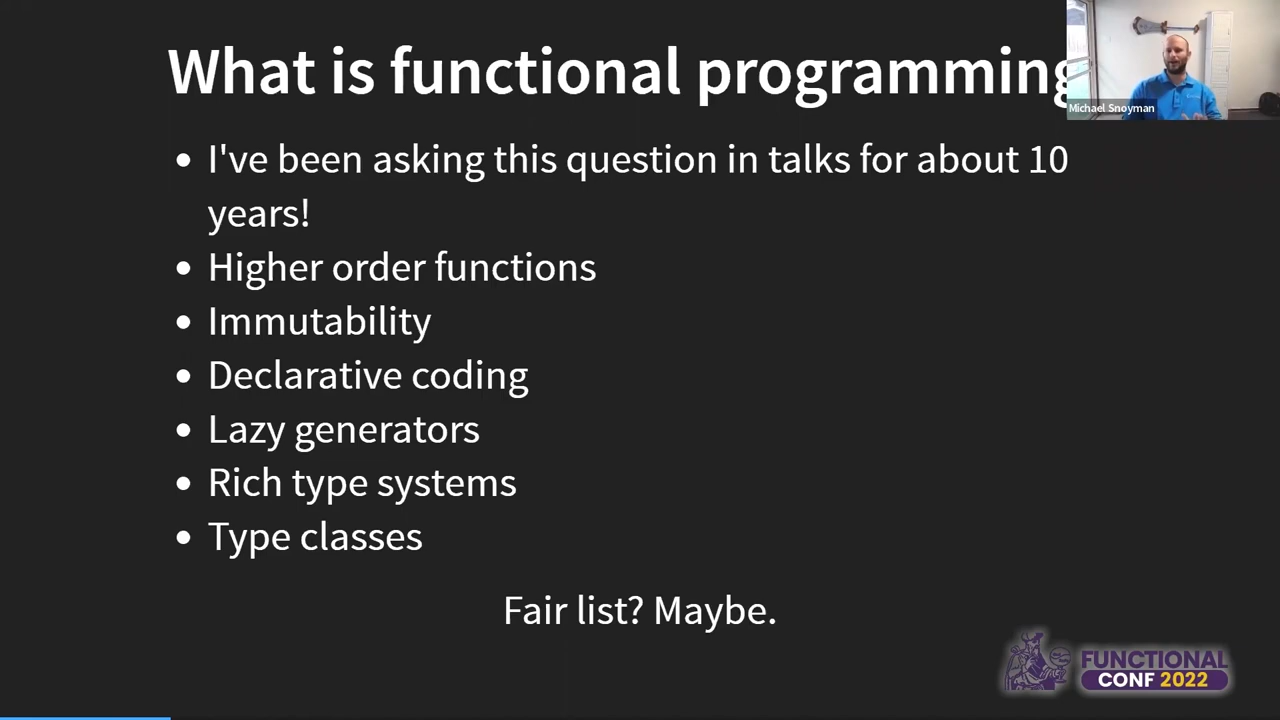 What is functional programming
Michael Snoyman
• I've been asking this question in talks for about 10
years!
• Higher order functions
• Immutability
• Declarative coding
• Lazy generators
• Rich type systems
• Type classes
Fair list? Maybe.
FUNCTIONAL
CONF 2022